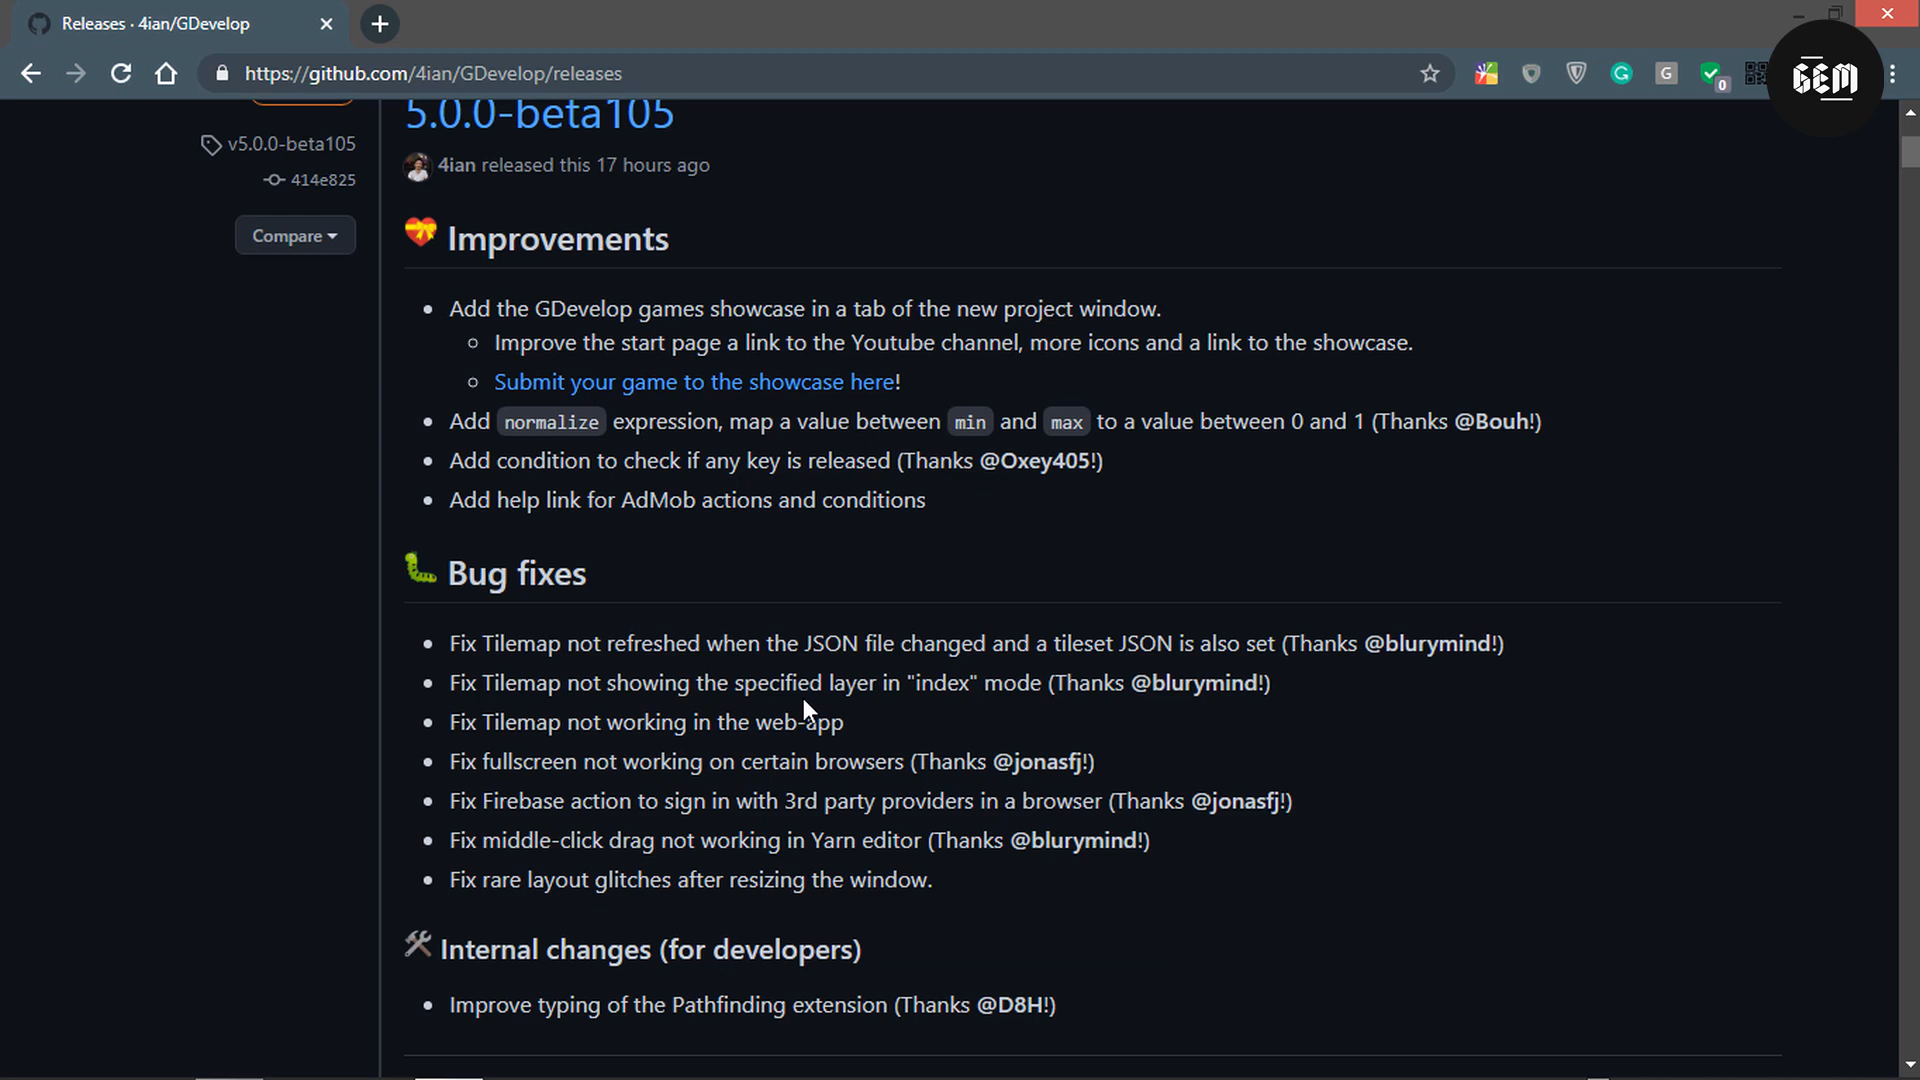 Releases · 4ian/GDevelop
https://github.com/4ian/GDevelop/releases
G
G
0
GEM
5.0.0-beta105
v5.0.0-beta105
4ian released this 17 hours ago
414e825
Compare
Improvements
Add the GDevelop games showcase in a tab of the new project window.
Improve the start page a link to the Youtube channel, more icons and a link to the showcase.
Submit your game to the showcase here!
Add normalize expression, map a value between min and max to a value between 0 and 1 (Thanks @Bouh!)
Add condition to check if any key is released (Thanks @Oxey405!)
Add help link for AdMob actions and conditions
Bug fixes
Fix Tilemap not refreshed when the JSON file changed and a tileset JSON is also set (Thanks @blurymind!)
Fix Tilemap not showing the specified layer in "index" mode (Thanks @blurymind!)
Fix Tilemap not working in the web-app
Fix fullscreen not working on certain browsers (Thanks @jonasfj!)
Fix Firebase action to sign in with 3rd party providers in a browser (Thanks @jonasfj!)
Fix middle-click drag not working in Yarn editor (Thanks @blurymind!)
Fix rare layout glitches after resizing the window.
Internal changes (for developers)
Improve typing of the Pathfinding extension (Thanks @D8H!)